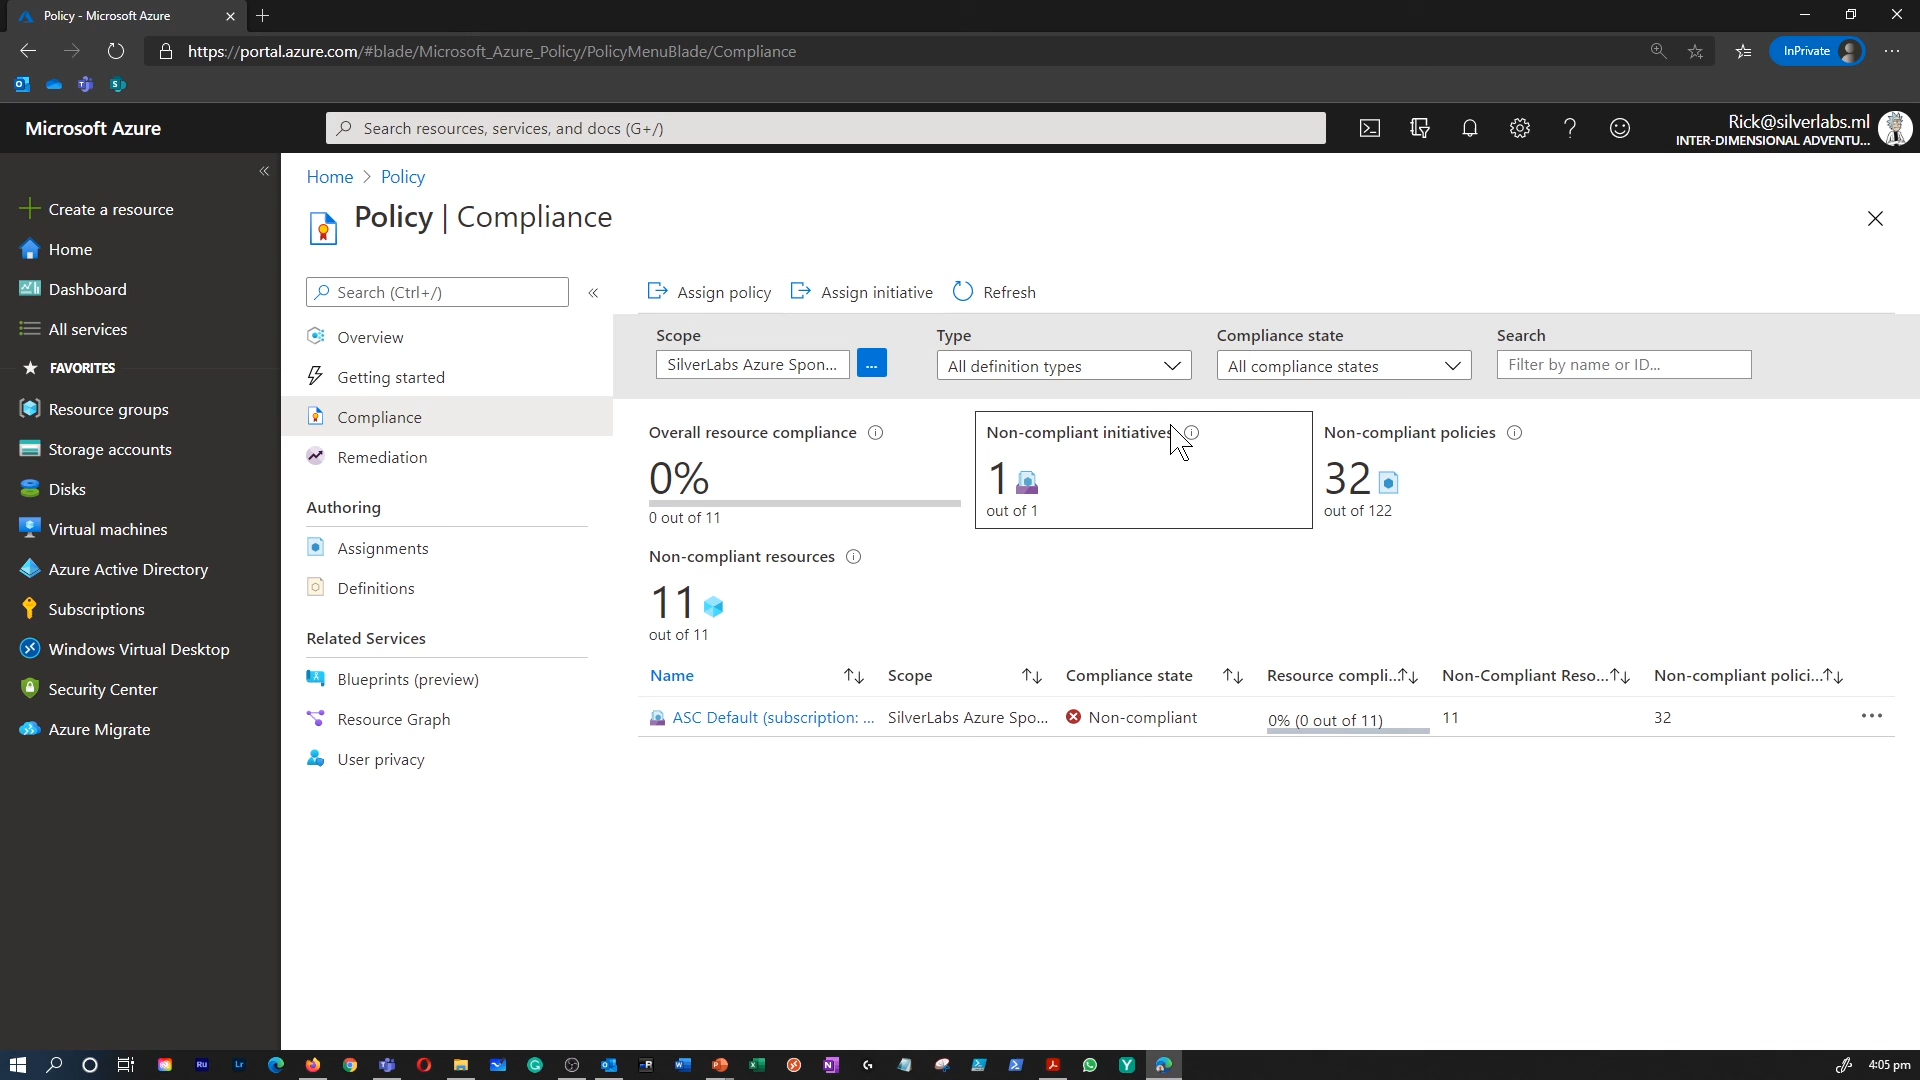 Policy - Microsoft Azure
https://portal.azure.com/#blade/Microsoft_Azure_Policy/PolicyMenuBlade/Compliance
InPrivate
Microsoft Azure
Search resources, services, and docs (G+/)
Rick@silverlabs.ml
INTER-DIMENSIONAL ADVENTU...
Create a resource
Home
Dashboard
All services
FAVORITES
Resource groups
Storage accounts
Disks
Virtual machines
Azure Active Directory
Subscriptions
Windows Virtual Desktop
Security Center
Azure Migrate
Home > Policy
Policy | Compliance
Search (Ctrl+/)
Overview
Getting started
Compliance
Remediation
Authoring
Assignments
Definitions
Related Services
Blueprints (preview)
Resource Graph
User privacy
Assign policy Assign initiative Refresh
Scope Type Compliance state Search
SilverLabs Azure Spon... ... All definition types All compliance states Filter by name or ID...
Overall resource compliance Non-compliant initiatives Non-compliant policies
0% 1 32
0 out of 11 out of 1 out of 122
Non-compliant resources
11
out of 11
Name Scope Compliance state Resource compli... Non-Compliant Reso... Non-compliant polici...
ASC Default (subscription: ... SilverLabs Azure Spo... Non-compliant 0% (0 out of 11) 11 32
4:05 pm